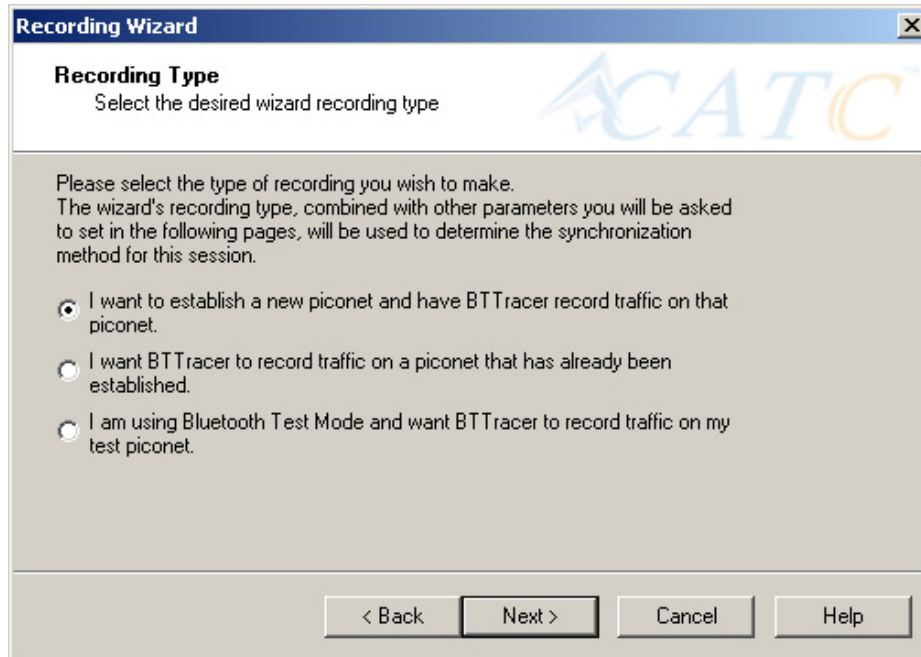 Recording Wizard
Recording Type
Select the desired wizard recording type
CATC
Please select the type of recording you wish to make.
The wizard's recording type, combined with other parameters you will be asked
to set in the following pages, will be used to determine the synchronization
method for this session.
I want to establish a new piconet and have BTTracer record traffic on that
piconet.
I want BTTracer to record traffic on a piconet that has already been
established.
I am using Bluetooth Test Mode and want BTTracer to record traffic on my
test piconet.
< Back
Next >
Cancel
Help